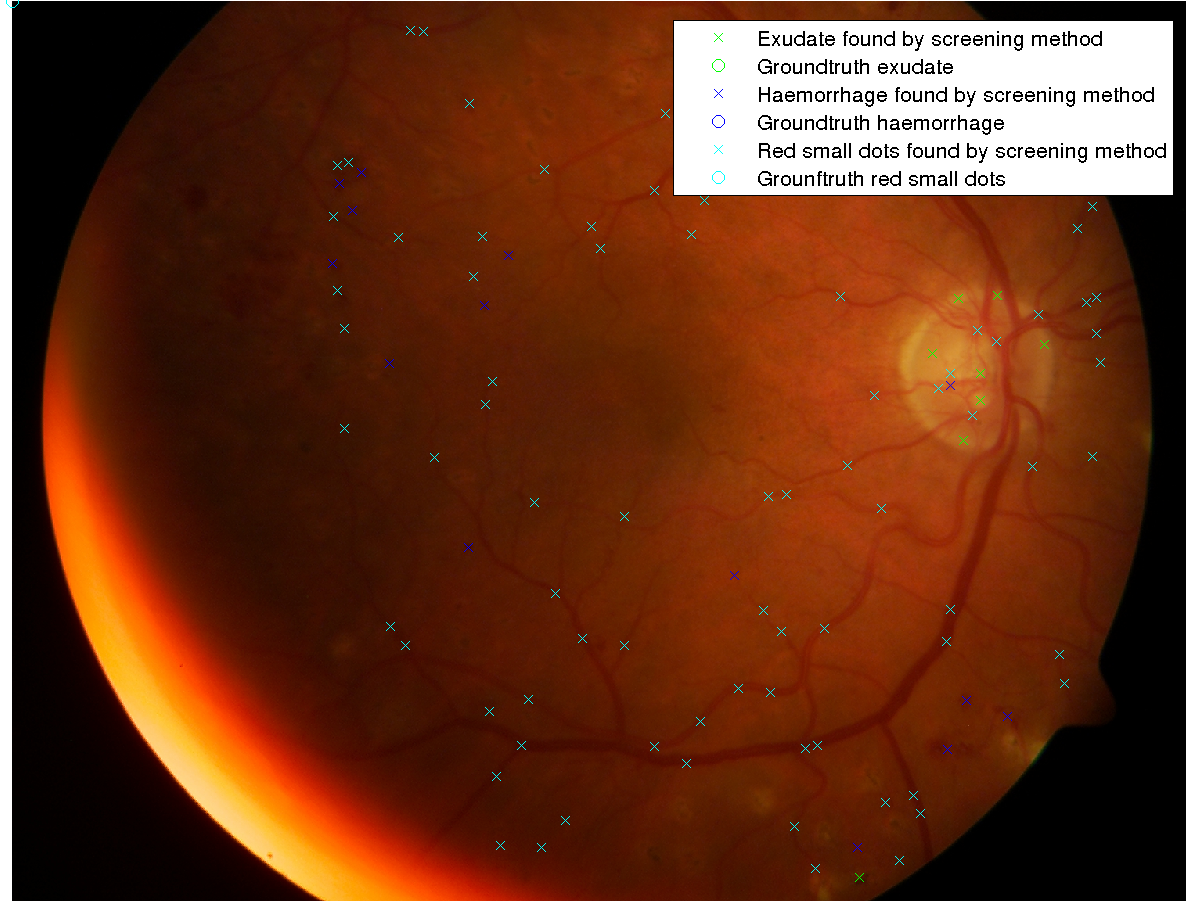 Exudate found by screening method
Groundtruth exudate
Haemorrhage found by screening method
Groundtruth haemorrhage
Red small dots found by screening method
Grounftruth red small dots